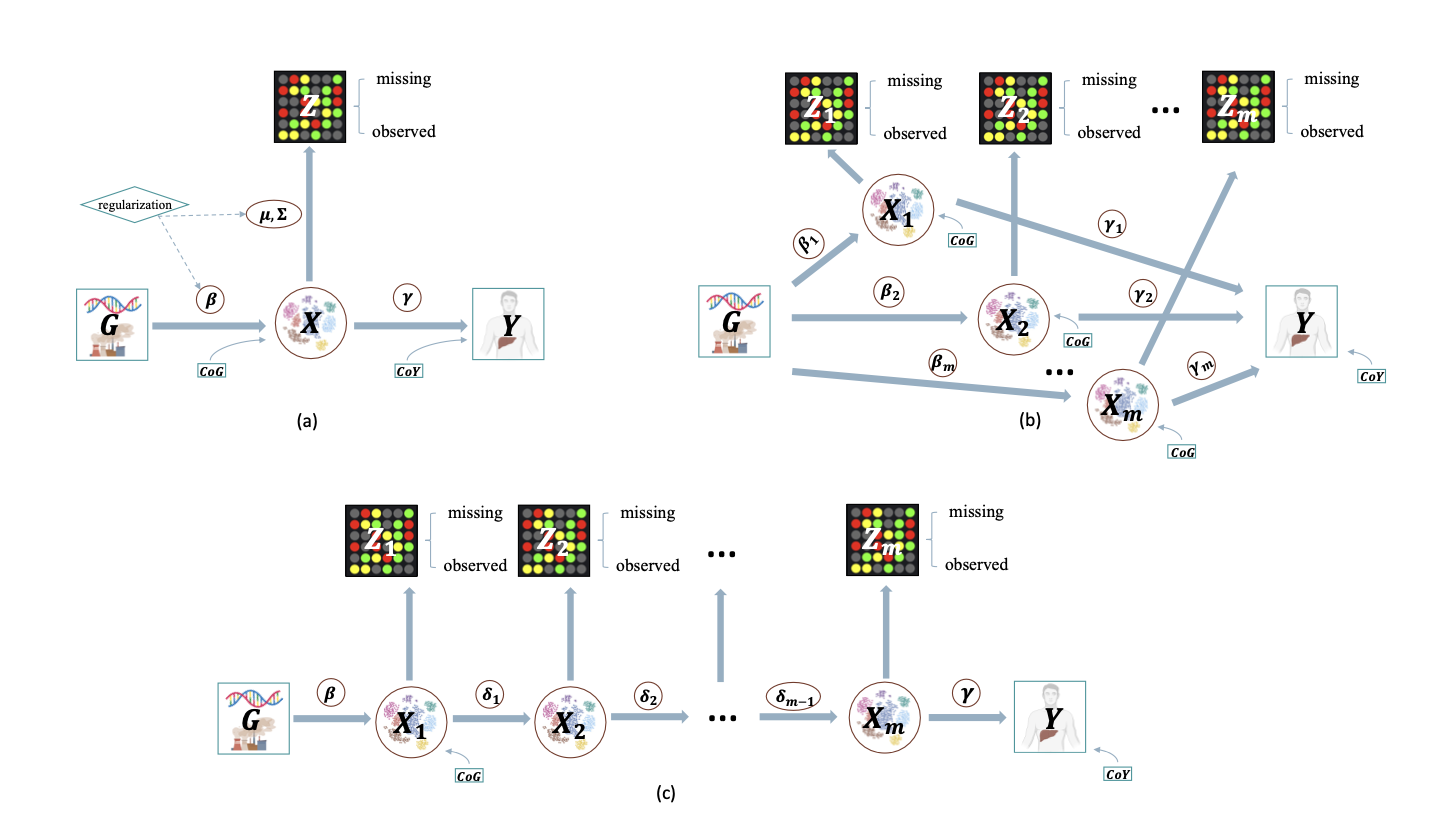 Z
missing
observed
regularization
μ, Σ
β
γ
G
X
Y
CoG
CoY
(a)
Z₁
missing
observed
Z₂
missing
observed
...
Zₘ
missing
observed
X₁
CoG
β₁
γ₁
β₂
γ₂
G
X₂
CoG
Y
CoY
βₘ
...
γₘ
Xₘ
CoG
(b)
Z₁
missing
observed
Z₂
missing
observed
...
Zₘ
missing
observed
G
β
X₁
CoG
δ₁
X₂
δ₂
...
δₘ₋₁
Xₘ
γ
Y
CoY
(c)